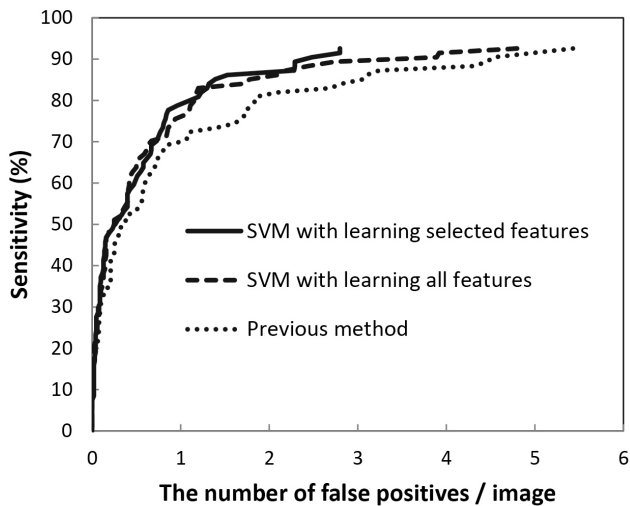 100
90
80
70
60
50
40
30
20
10
0
Sensitivity (%)
SVM with learning selected features
SVM with learning all features
Previous method
0 1 2 3 4 5 6
The number of false positives / image